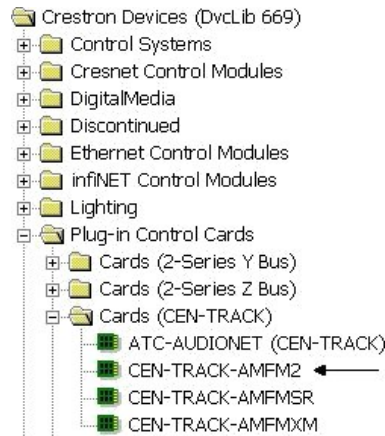 Crestron Devices (DvcLib 669)
Control Systems
Cresnet Control Modules
DigitalMedia
Discontinued
Ethernet Control Modules
infiNET Control Modules
Lighting
Plug-in Control Cards
Cards (2-Series Y Bus)
Cards (2-Series Z Bus)
Cards (CEN-TRACK)
ATC-AUDIONET (CEN-TRACK)
CEN-TRACK-AMFM2
CEN-TRACK-AMFMSR
CEN-TRACK-AMFMXM